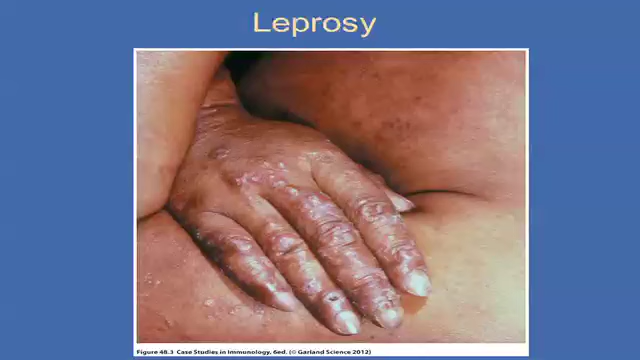 Leprosy
Figure 48.3 Case Studies in Immunology, 6ed. (© Garland Science 2012)